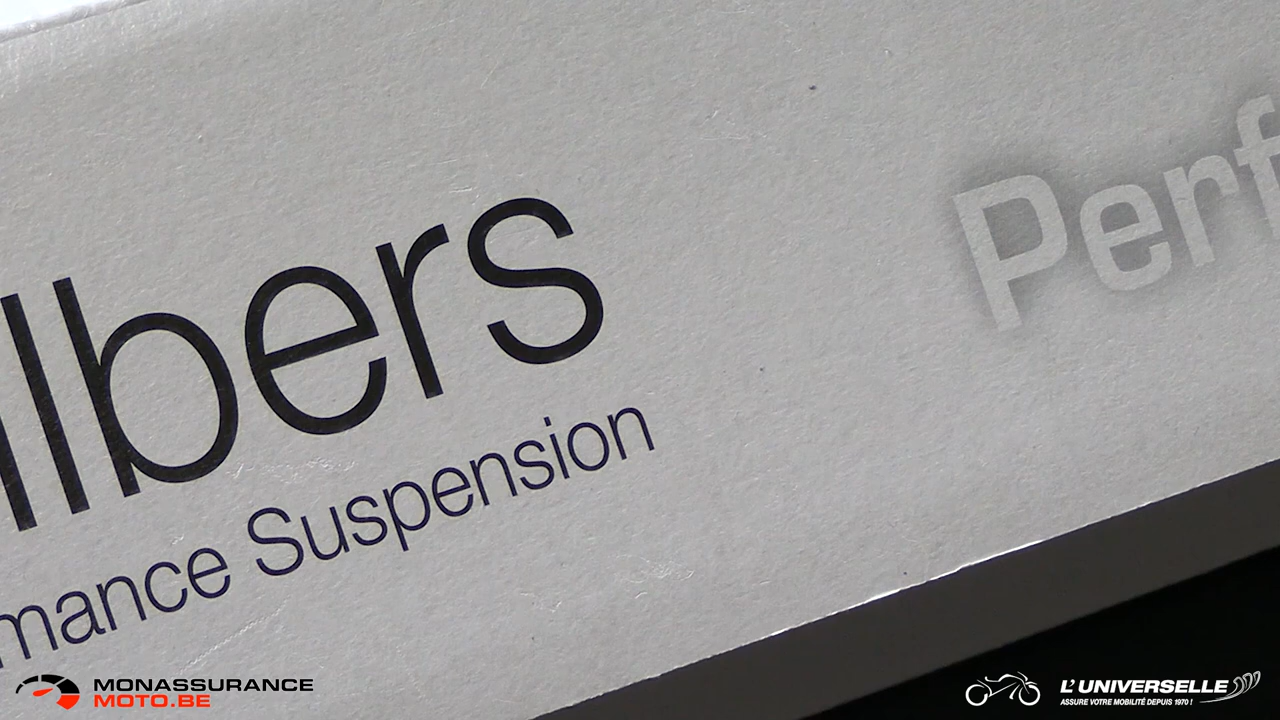 lbers
mance Suspension
Perf
MONASSURANCE
MOTO.BE
L'UNIVERSELLE
ASSURE VOTRE MOBILITÉ DEPUIS 1970 !